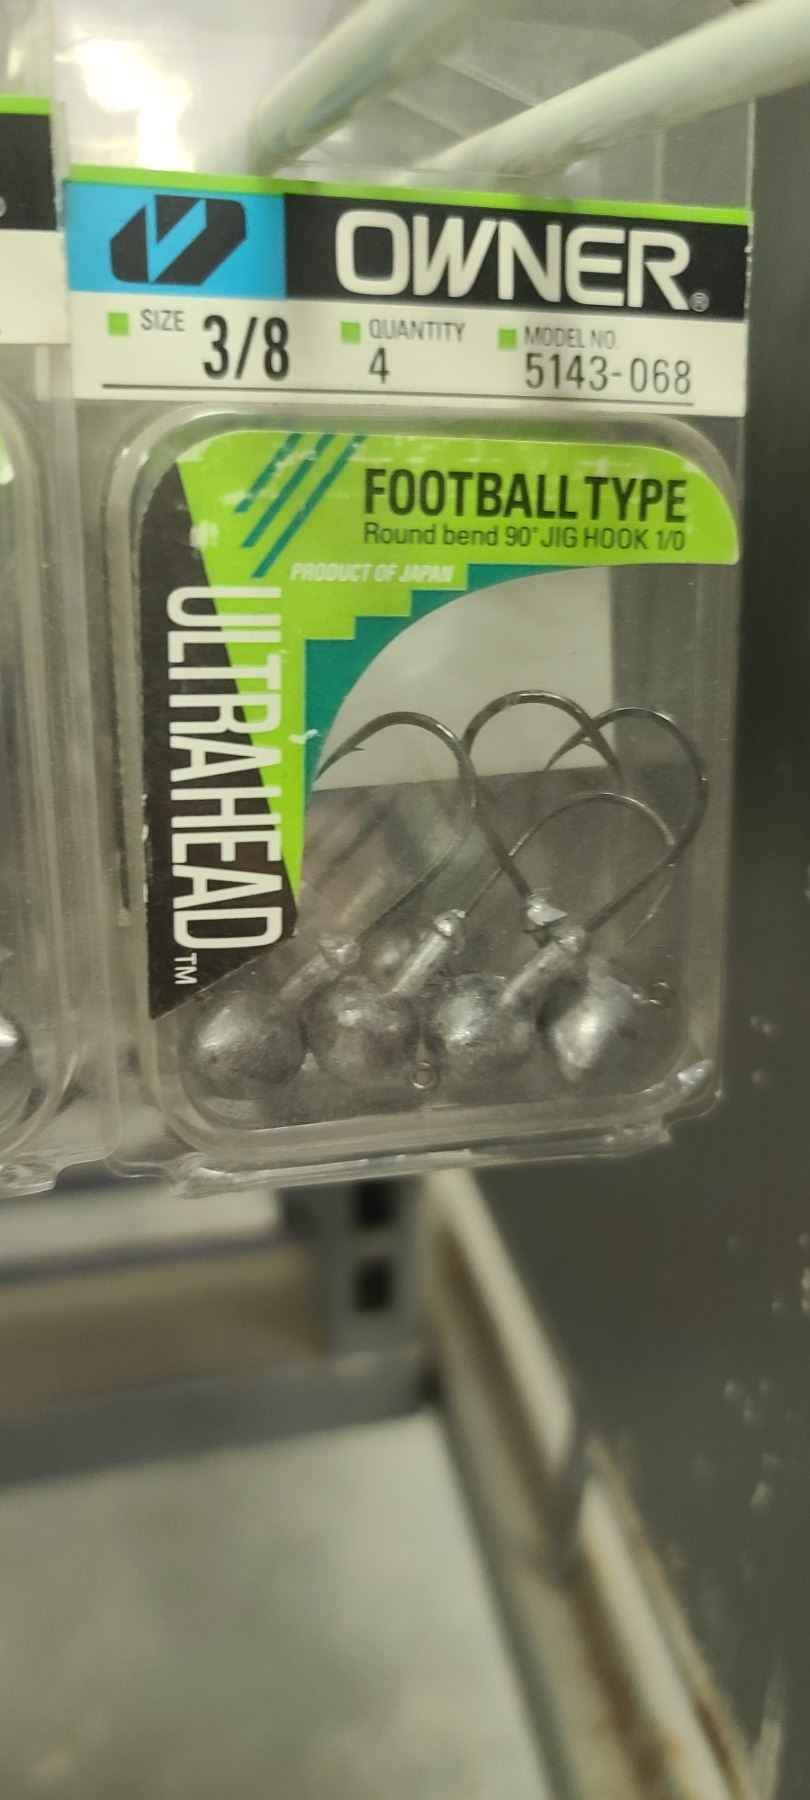 OWNER®
SIZE 3/8
QUANTITY 4
MODEL NO. 5143-068
FOOTBALL TYPE
Round bend 90° JIG HOOK 1/0
PRODUCT OF JAPAN
ULTRAHEAD™